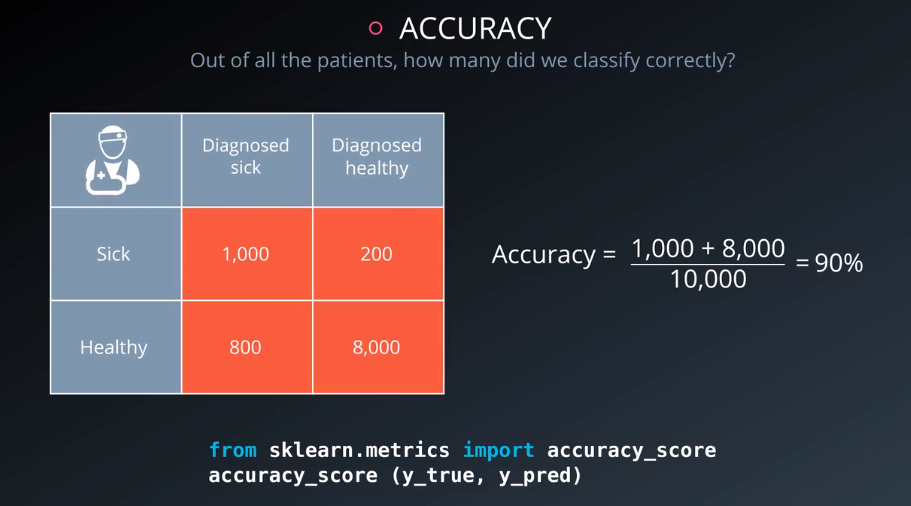 ACCURACY
Out of all the patients, how many did we classify correctly?
Diagnosed
sick
Diagnosed
healthy
Sick
1,000
200
Healthy
800
8,000
Accuracy = 1,000 + 8,000 / 10,000 = 90%
from sklearn.metrics import accuracy_score
accuracy_score (y_true, y_pred)